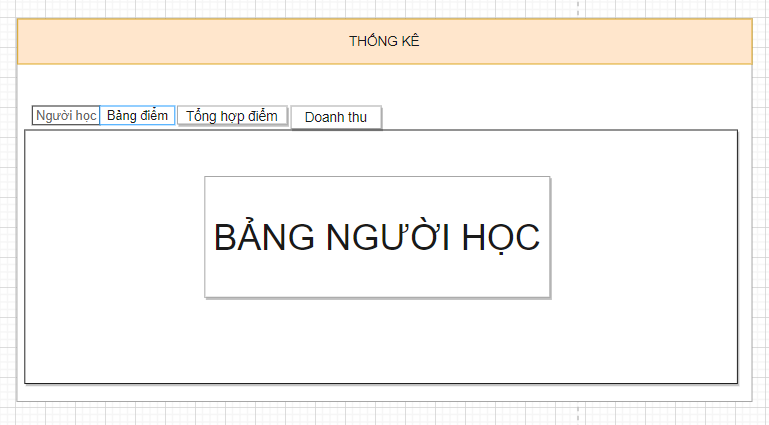 THỐNG KÊ
Người học Bảng điểm Tổng hợp điểm Doanh thu
BẢNG NGƯỜI HỌC